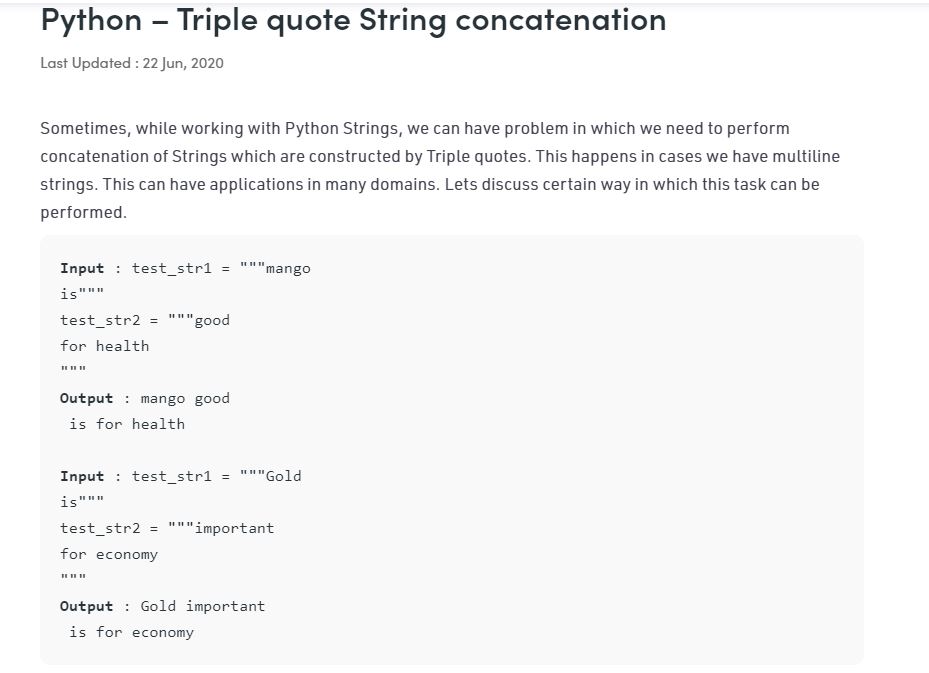 Python – Triple quote String concatenation
Last Updated : 22 Jun, 2020
Sometimes, while working with Python Strings, we can have problem in which we need to perform
concatenation of Strings which are constructed by Triple quotes. This happens in cases we have multiline
strings. This can have applications in many domains. Lets discuss certain way in which this task can be
performed.
Input : test_str1 = """mango
is"""
test_str2 = """good
for health
"""
Output : mango good
 is for health
Input : test_str1 = """Gold
is"""
test_str2 = """important
for economy
"""
Output : Gold important
 is for economy